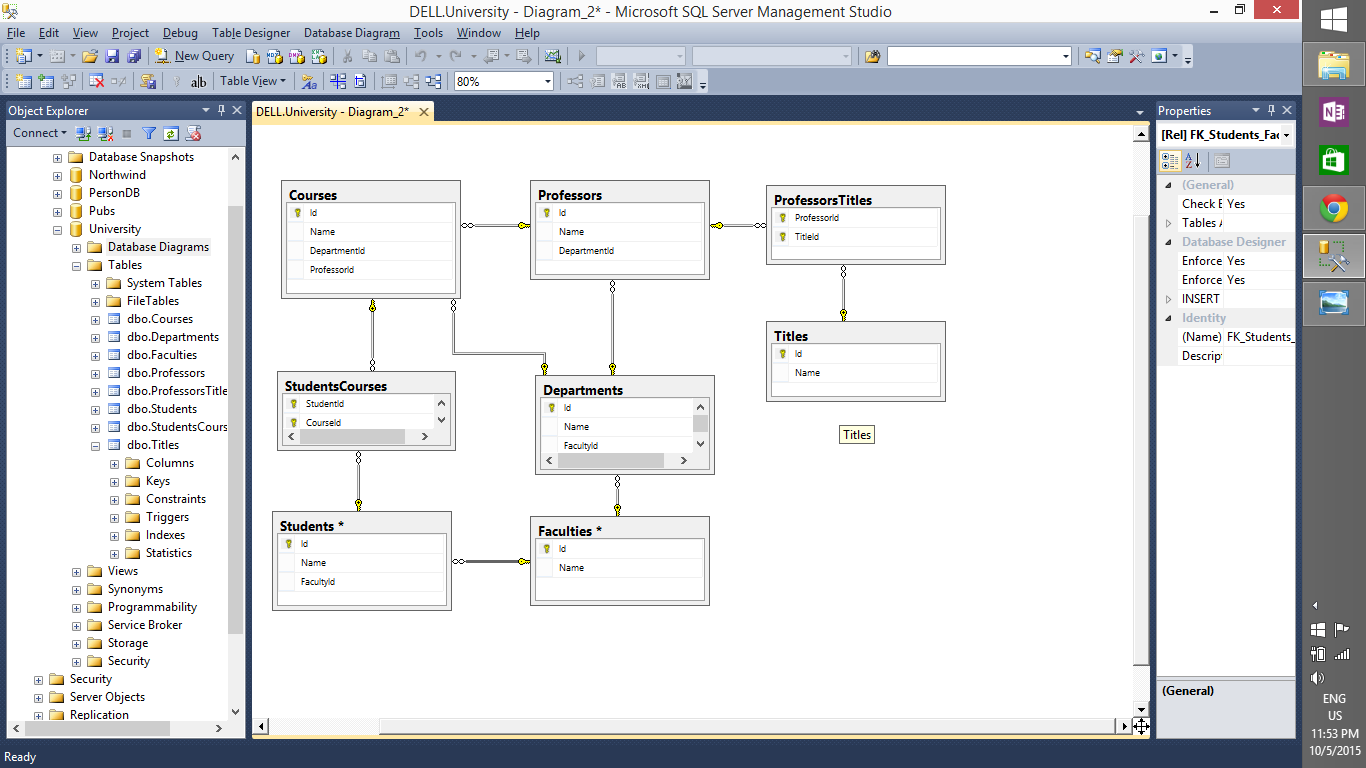 DELL.University - Diagram_2* - Microsoft SQL Server Management Studio
File Edit View Project Debug Table Designer Database Diagram Tools Window Help
New Query
ab Table View 80%
Object Explorer
Connect
Database Snapshots
Northwind
PersonDB
Pubs
University
Database Diagrams
Tables
System Tables
FileTables
dbo.Courses
dbo.Departments
dbo.Faculties
dbo.Professors
dbo.ProfessorsTitle
dbo.Students
dbo.StudentsCours
dbo.Titles
Columns
Keys
Constraints
Triggers
Indexes
Statistics
Views
Synonyms
Programmability
Service Broker
Storage
Security
Security
Server Objects
Replication
DELL.University - Diagram_2*
Courses
Id
Name
DepartmentId
ProfessorId
Professors
Id
Name
DepartmentId
ProfessorsTitles
ProfessorId
TitleId
Titles
Id
Name
Titles
StudentsCourses
StudentId
CourseId
Departments
Id
Name
FacultyId
Students *
Id
Name
FacultyId
Faculties *
Id
Name
Properties
[Rel] FK_Students_Fac
(General)
Check E Yes
Tables A
Database Designer
Enforce Yes
Enforce Yes
INSERT
Identity
(Name) FK_Students_
Descrip
(General)
Ready
ENG
US
11:53 PM
10/5/2015